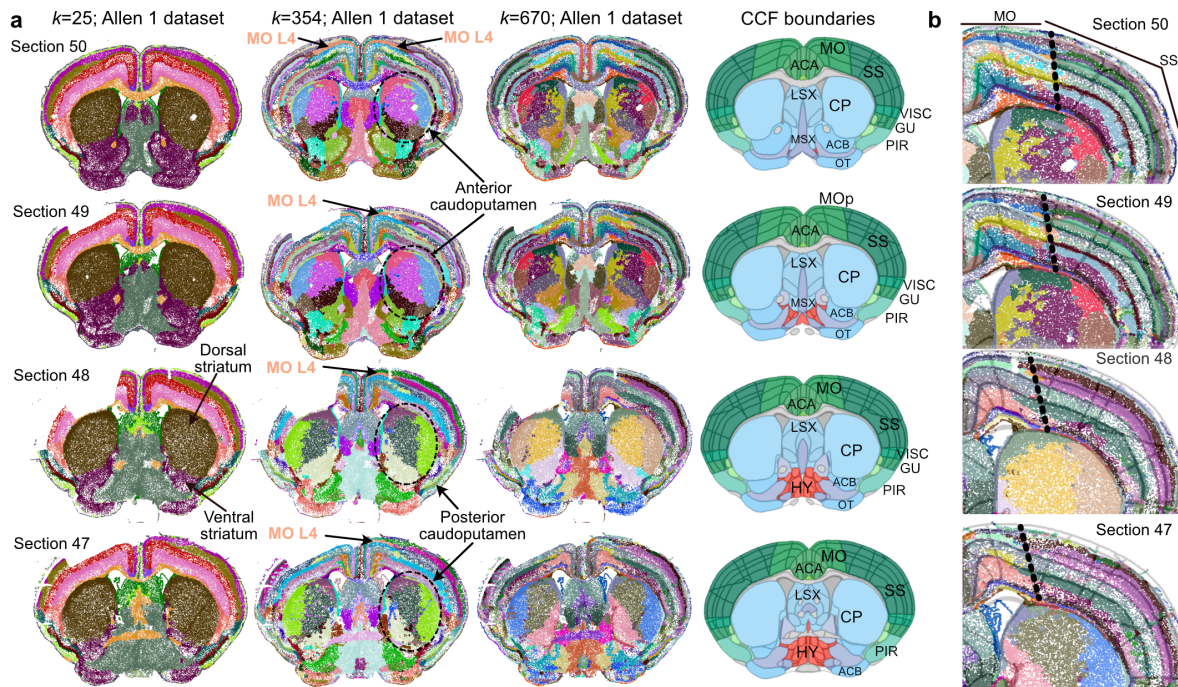 a
k=25; Allen 1 dataset
k=354; Allen 1 dataset
k=670; Allen 1 dataset
CCF boundaries
b
Section 50
MO L4
MO L4
MO
ACA
SS
LSX
CP
VISC
GU
PIR
MSX
ACB
OT
MO
Section 50
SS
Anterior
caudoputamen
Section 49
MO L4
MOp
ACA
SS
LSX
CP
VISC
GU
PIR
MSX
ACB
OT
Section 49
Dorsal
striatum
Section 48
MO L4
MO
ACA
SS
LSX
CP
VISC
GU
PIR
HY
ACB
OT
Section 48
Ventral
striatum
Posterior
caudoputamen
Section 47
MO L4
MO
ACA
SS
LSX
CP
PIR
HY
ACB
Section 47